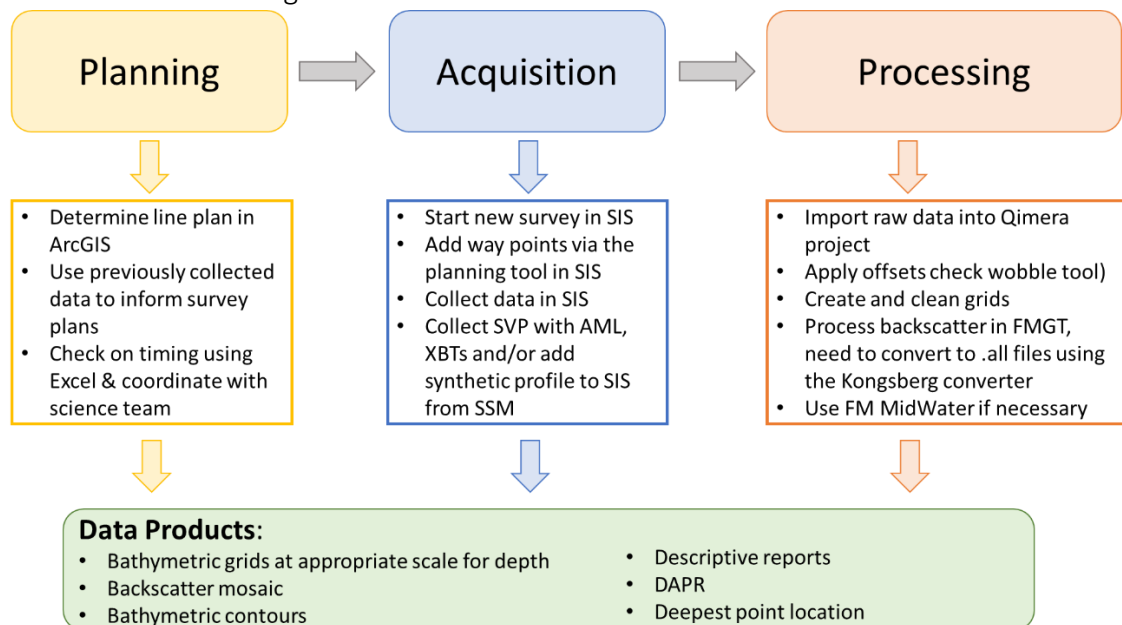 Planning
Acquisition
Processing
• Determine line plan in
ArcGIS
• Use previously collected
data to inform survey
plans
• Check on timing using
Excel & coordinate with
science team
• Start new survey in SIS
• Add way points via the
planning tool in SIS
• Collect data in SIS
• Collect SVP with AML,
XBTs and/or add
synthetic profile to SIS
from SSM
• Import raw data into Qimera
project
• Apply offsets check wobble tool)
• Create and clean grids
• Process backscatter in FMGT,
need to convert to .all files using
the Kongsberg converter
• Use FM MidWater if necessary
Data Products:
• Bathymetric grids at appropriate scale for depth
• Backscatter mosaic
• Bathymetric contours
• Descriptive reports
• DAPR
• Deepest point location